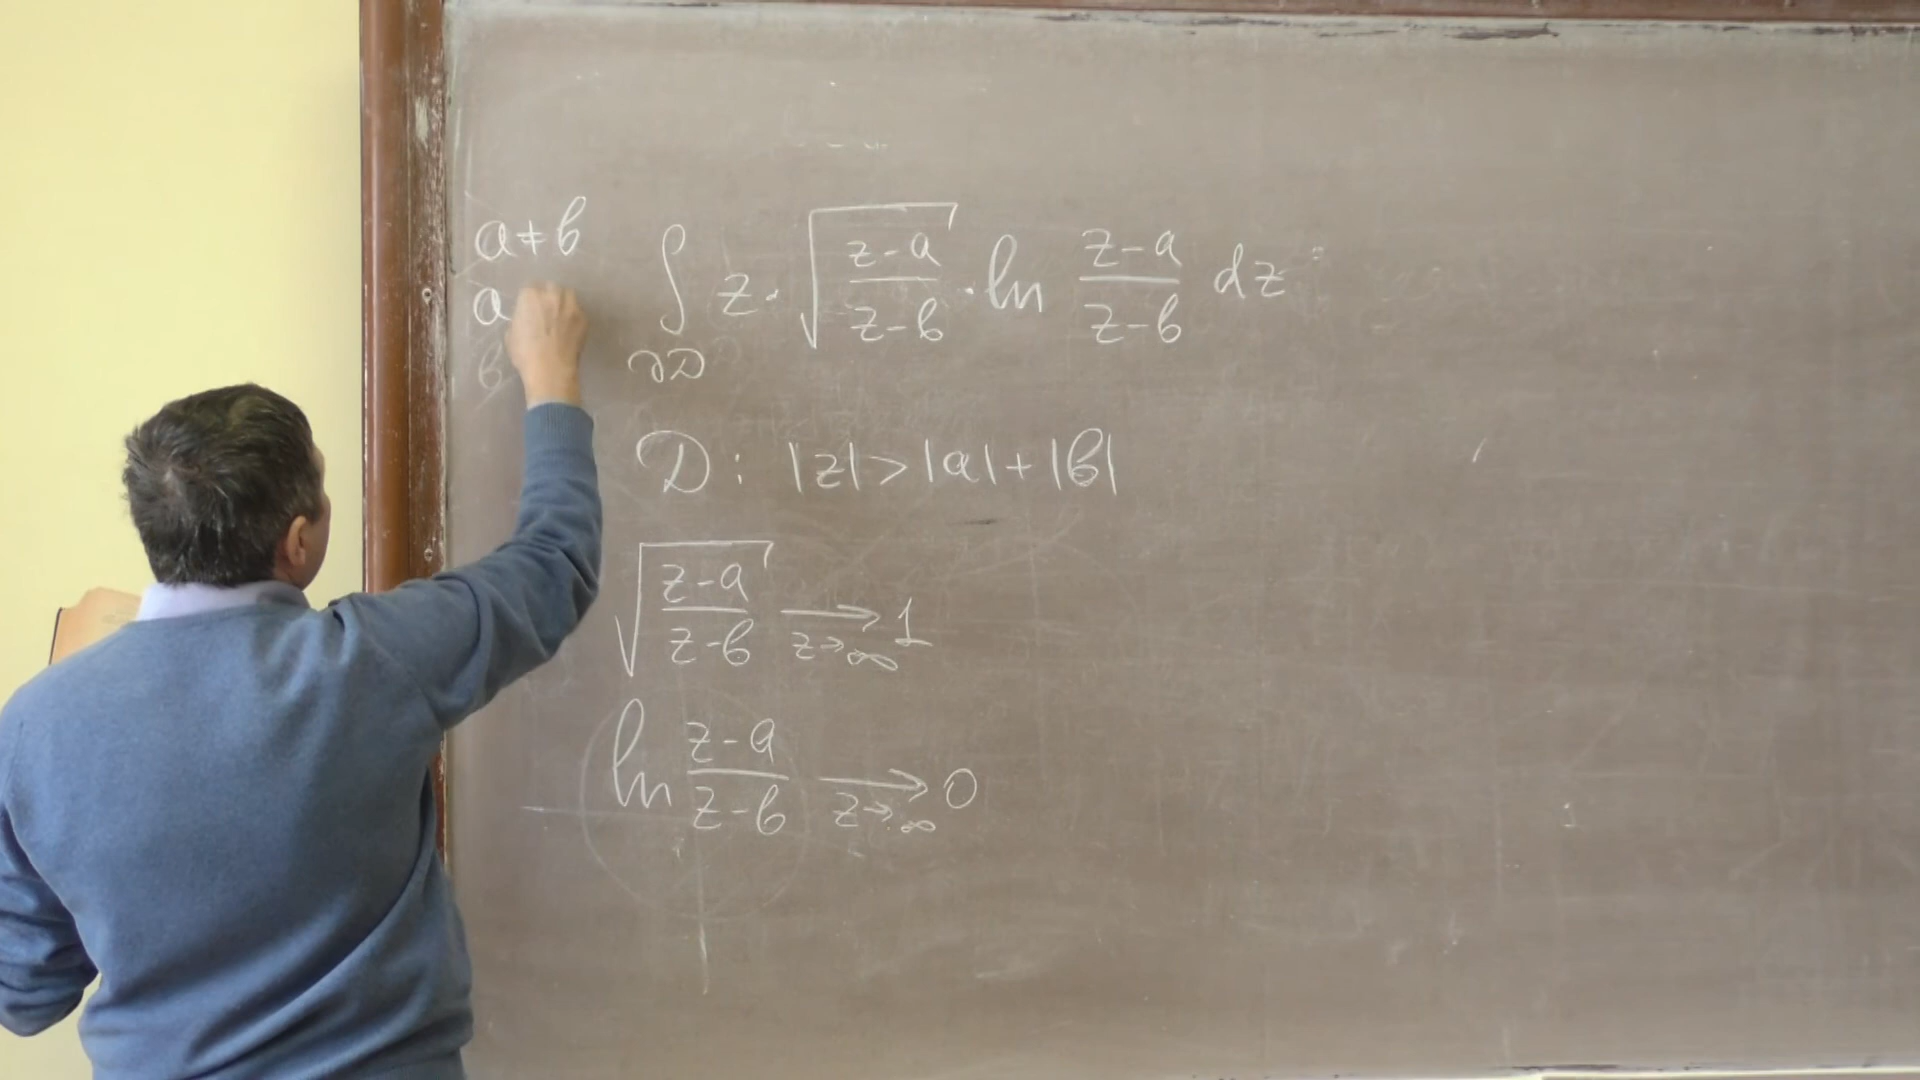 a ≠ b
a
b
∫ z · √((z-a)/(z-b)) · ln (z-a)/(z-b) dz
∂D
D : |z| > |a| + |b|
√((z-a)/(z-b)) → 1
z→∞
ln (z-a)/(z-b) → 0
z→∞